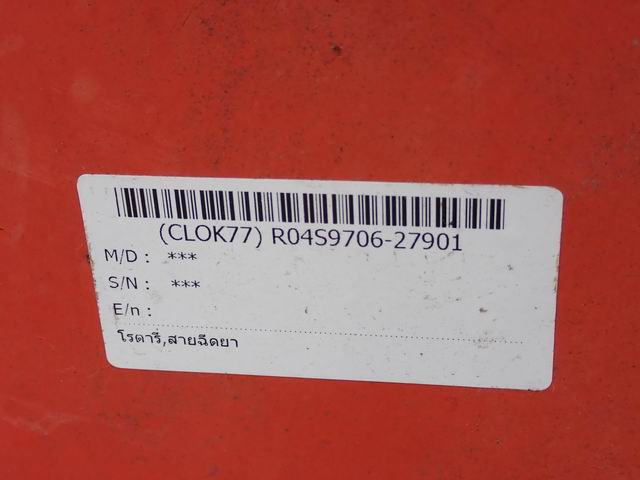 (CLOK77) R04S9706-27901
M/D : ***
S/N : ***
E/n :
โรตารี่,สายฉีดยา